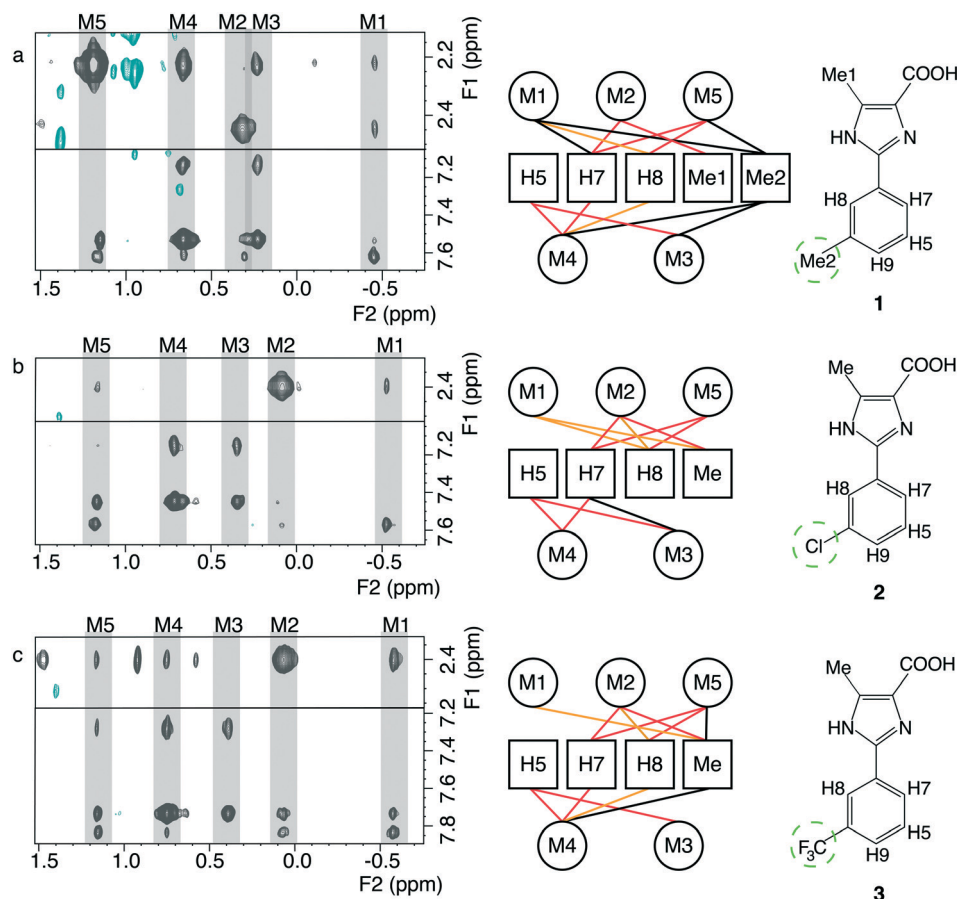 M5 M4 M2 M3 M1
a
2.2
2.4
7.2
7.4
7.6
F1 (ppm)
1.5 1.0 0.5 0.0 -0.5
F2 (ppm)
M1 M2 M5
H5 H7 H8 Me1 Me2
M4 M3
Me1 COOH
HN N
H8 H7
H5
Me2 H9
1
b
M5 M4 M3 M2 M1
2.4
7.2
7.4
7.6
F1 (ppm)
1.5 1.0 0.5 0.0 -0.5
F2 (ppm)
M1 M2 M5
H5 H7 H8 Me
M4 M3
Me COOH
HN N
H8 H7
H5
Cl H9
2
c
M5 M4 M3 M2 M1
2.4
7.2
7.4
7.6
7.8
F1 (ppm)
1.5 1.0 0.5 0.0 -0.5
F2 (ppm)
M1 M2 M5
H5 H7 H8 Me
M4 M3
Me COOH
HN N
H8 H7
H5
F3C H9
3